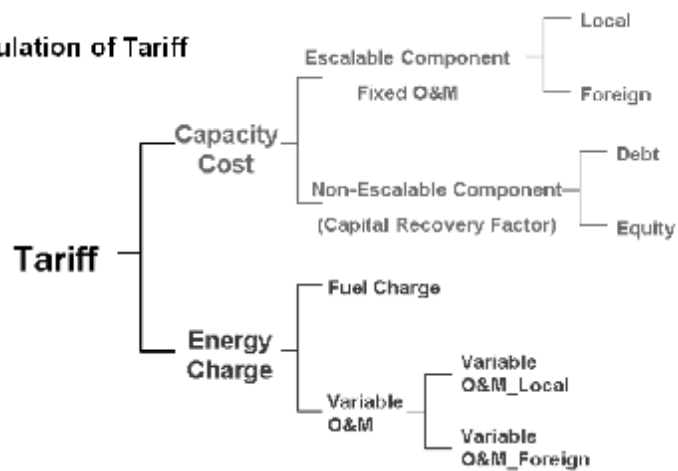 ulation of Tariff
Local
Escalable Component
Fixed O&M
Foreign
Capacity
Cost
Debt
Non-Escalable Component
(Capital Recovery Factor)
Equity
Tariff
Fuel Charge
Energy
Charge
Variable
O&M_Local
Variable
O&M
Variable
O&M_Foreign